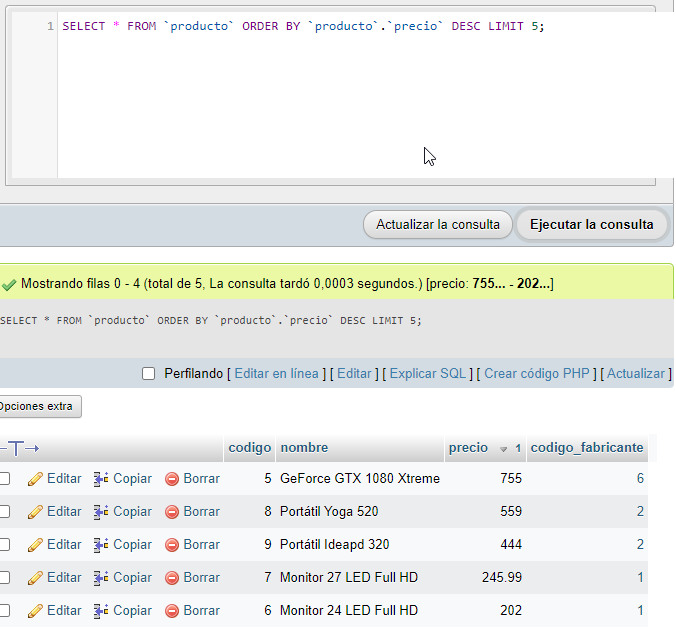 1 SELECT * FROM `producto` ORDER BY `producto`.`precio` DESC LIMIT 5;
Actualizar la consulta Ejecutar la consulta
Mostrando filas 0 - 4 (total de 5, La consulta tardó 0,0003 segundos.) [precio: 755... - 202...]
SELECT * FROM `producto` ORDER BY `producto`.`precio` DESC LIMIT 5;
Perfilando [ Editar en línea ] [ Editar ] [ Explicar SQL ] [ Crear código PHP ] [ Actualizar ]
Opciones extra
codigo nombre precio 1 codigo_fabricante
Editar Copiar Borrar 5 GeForce GTX 1080 Xtreme 755 6
Editar Copiar Borrar 8 Portátil Yoga 520 559 2
Editar Copiar Borrar 9 Portátil Ideapd 320 444 2
Editar Copiar Borrar 7 Monitor 27 LED Full HD 245.99 1
Editar Copiar Borrar 6 Monitor 24 LED Full HD 202 1